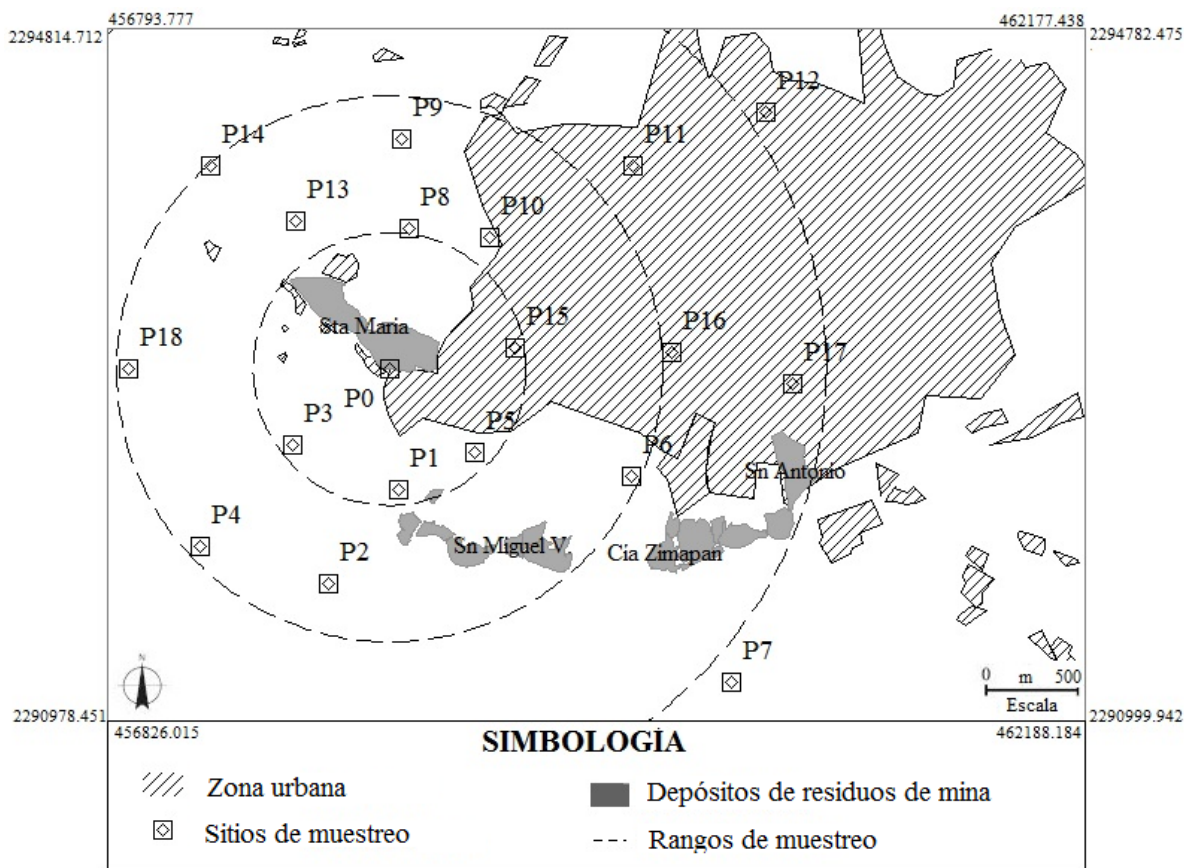 456793.777
462177.438
2294814.712
2294782.475
P12
P9
P14
P11
P13
P8
P10
Sta Maria
P15
P16
P18
P17
P0
P3
P5
P1
P6
Sn Antonio
P4
P2
Sn Miguel V
Cia Zimapan
P7
N
0 m 500
Escala
2290978.451
2290999.942
456826.015
462188.184
SIMBOLOGÍA
Zona urbana
Depósitos de residuos de mina
Sitios de muestreo
Rangos de muestreo